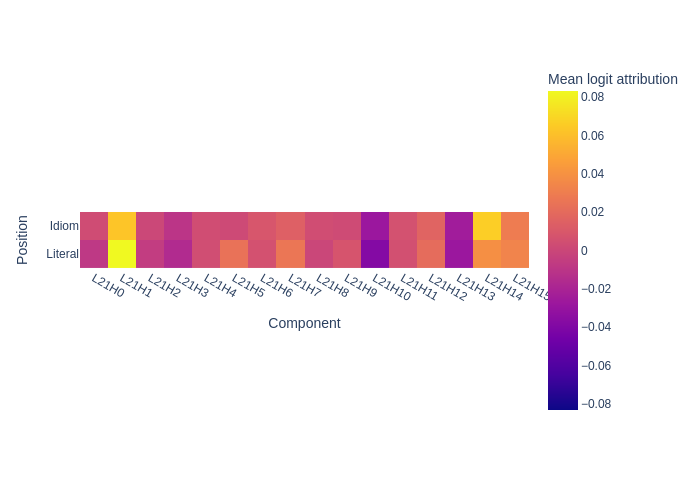 Mean logit attribution
0.08
0.06
0.04
0.02
0
−0.02
−0.04
−0.06
−0.08
Position
Idiom
Literal
L21H0
L21H1
L21H2
L21H3
L21H4
L21H5
L21H6
L21H7
L21H8
L21H9
L21H10
L21H11
L21H12
L21H13
L21H14
L21H15
Component